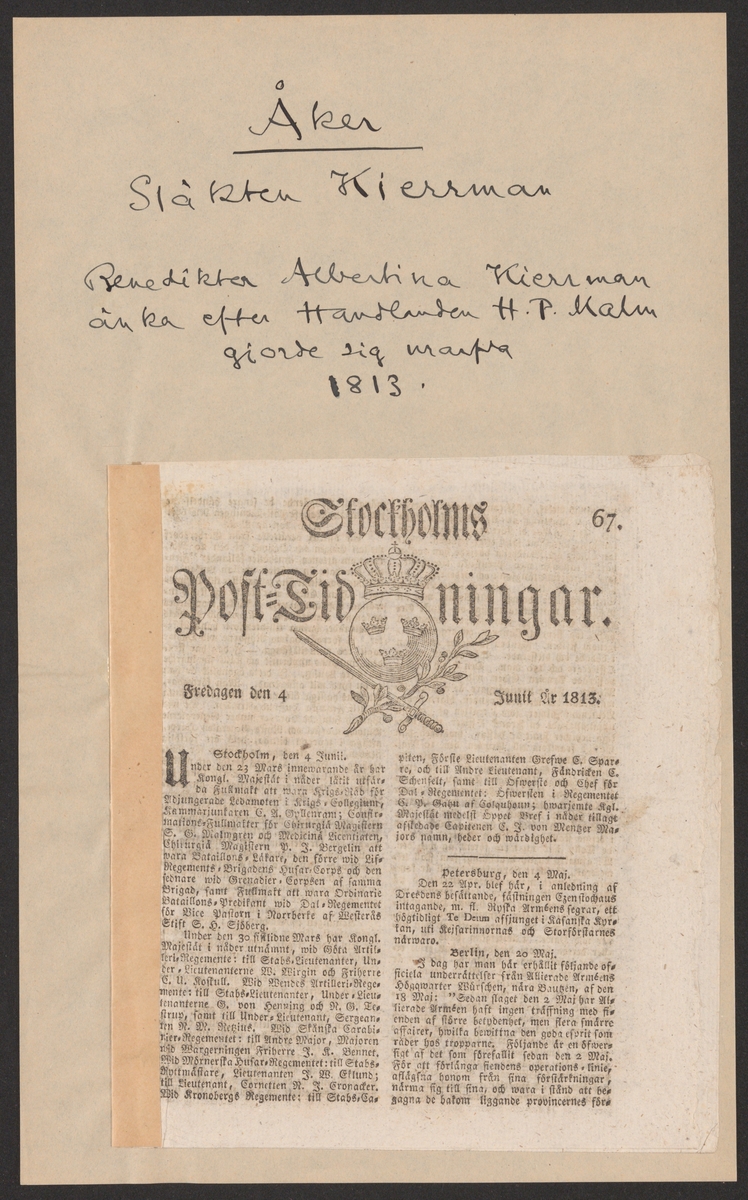 Åker
Släkten Kierrman
Benedikta Albertina Kierrman
änka efter Handlanden H. P. Malm
gjorde sig urarfva
1813.
Stockholms 67.
Post-Tidningar.
Fredagen den 4 Junii År 1813.
Stockholm, den 4 Junii.
Under den 23 Mars innewarande år har
Kongl. Majestät i nåder låtit utfär-
da Fullmakt att wara Krigs-Råd för
Adjungerade Ledamoten i Krigs-Collegium,
Kammarjunkaren C. A. Gyllenram; Confir-
mations-Fullmakter för Chirurgiä Magistern
S. G. Malmgren och Medicinä Licentiaten,
Chirurgiä Magistern P. J. Bergelin att
wara Bataillons-Läkare, den förre wid Lif-
Regements-Brigadens Husar-Corps och den
sednare wid Grenadier-Corpsen af samma
Brigad, samt Fullmakt att wara Ordinarie
Bataillons-Predikant wid Dal-Regementet
för Vice Pastorn i Norrberke af Westerås
Stift S. H. Sjöberg.
Under den 30 sistlidne Mars har Kongl.
Majestät i nåder utnämnt, wid Göta Artil-
leri-Regemente: till Stabs-Lieutenanter, Un-
der-Lieutenanterne W. Wirgin och Friherre
C. U. Koskull. Wid Wendes Artilleri-Rege-
mente: till Stabs-Lieutenanter, Under-Lieu-
tenanterne G. von Henning och N. G. Te-
strup, samt till Under-Lieutenant, Sergean-
ten N. M. Retzius. Wid Skånska Carabi-
nier-Regementet: till Andre Major, Majoren
wid Wargerningen Friherre J. K. Bennet.
Wid Mörnerska Husar-Regementet: till Stabs-
Ryttmästare, Lieutenanten J. W. Eklund;
till Lieutenant, Cornetten N. J. Cronacker.
Wid Kronobergs Regemente: till Stabs-Ca-
piten, Förste Lieutenanten Grefwe E. Spar-
re, och till Andre Lieutenant, Fändricken C.
Schenfelt, samt till Öfwerste och Chef för
Dal-Regementet: Öfwersten i Regementet
C. P. Gahn af Colquhoun; hwarjemte Kgl.
Majestät medelst Öppet Bref i nåder tillagt
afskedade Capitenen C. J. von Mentzer Ma-
jors namn, heder och wärdighet.
Petersburg, den 4 Maj.
Den 22 Apr. blef här, i anledning af
Dresdens besättande, fästningen Czenstochaus
intagande, m. fl. Ryska Arméens segrar, ett
högtidligt Te Deum afsjunget i Kasanska Kyr-
kan, uti Kejsarinnornas och Storförstarnes
närwaro.
Berlin, den 20 Maj.
I dag har man här erhållit följande of-
ficiela underrättelser från Allierade Arméens
Högqwarter Würschen, nära Bautzen, af den
18 Maj: "Sedan slaget den 2 Maj har Al-
lierade Arméen haft ingen träffning med fi-
enden af större betydenhet, men flera smärre
affairer, hwilka bewittna den goda esprit som
råder hos tropparne. Följande är en öfwer-
sigt af det som förefallit sedan den 2 Maj.
För att förlänga fiendens operations-linie,
aflägsna honom från sina förstärkningar,
närma sig till sina, och wara i stånd att be-
gagna de bakom liggande provincernes för-